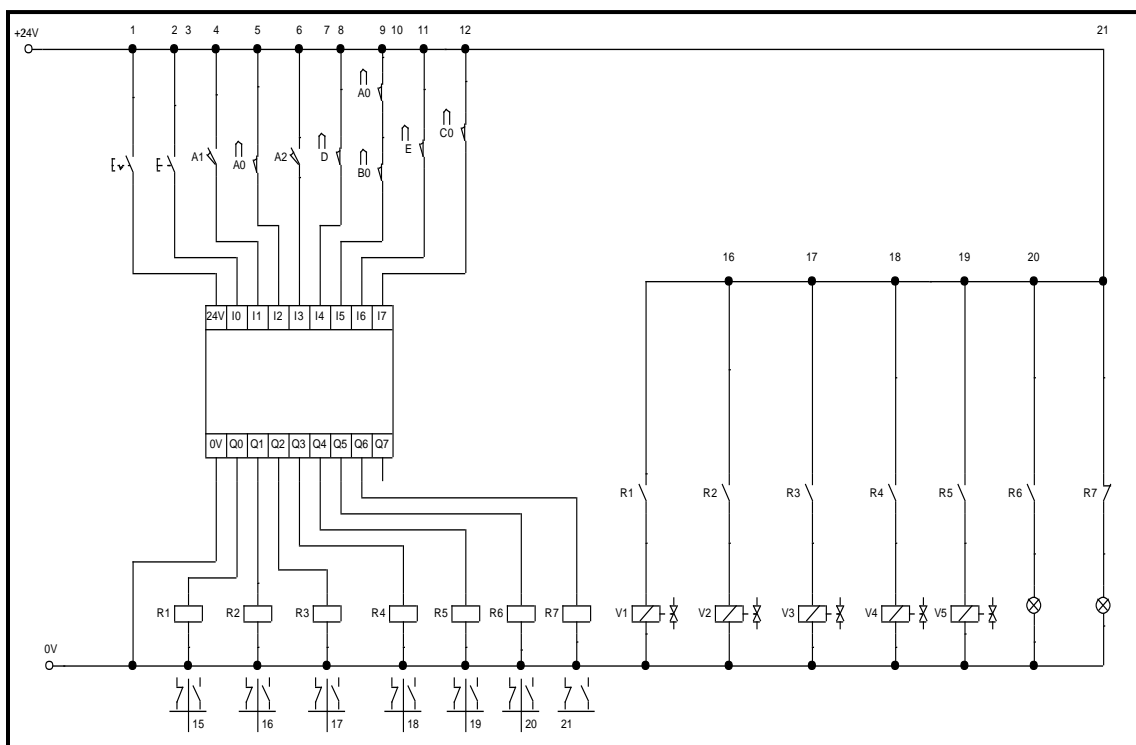 1 2 3 4 5 6 7 8 9 10 11 12 21
+24V
A0
C0
A1 A0 A2 D B0 E
16 17 18 19 20
24V I0 I1 I2 I3 I4 I5 I6 I7
0V Q0 Q1 Q2 Q3 Q4 Q5 Q6 Q7
R1 R2 R3 R4 R5 R6 R7
R1 R2 R3 R4 R5 R6 R7 V1 V2 V3 V4 V5
0V
15 16 17 18 19 20 21